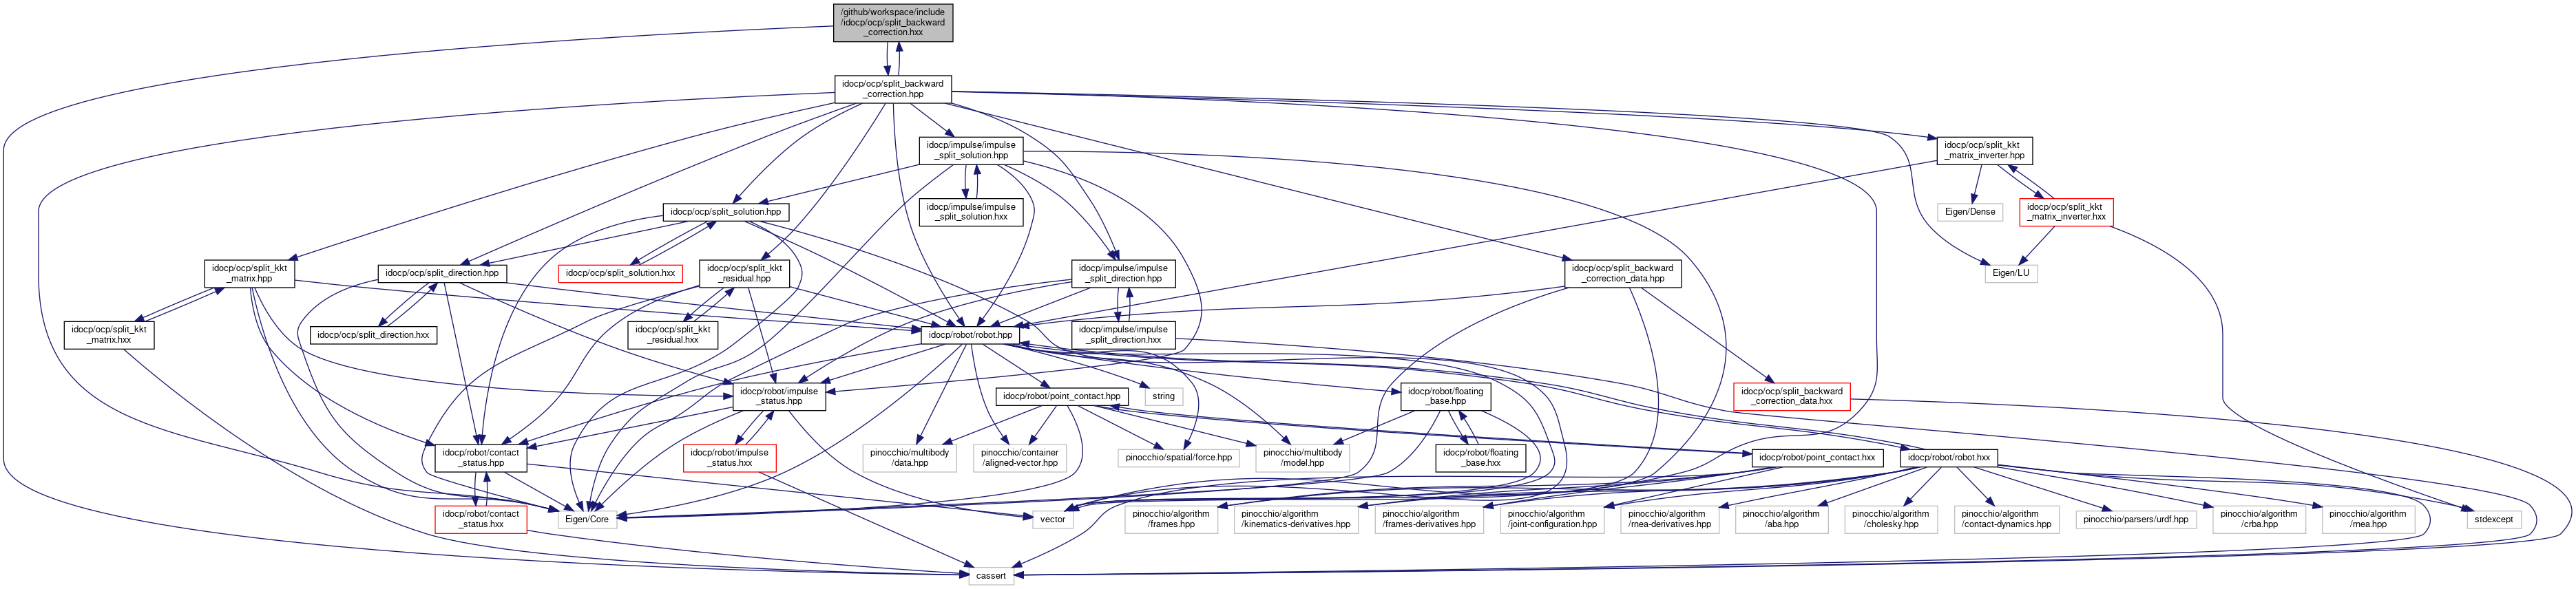 /github/workspace/include
/idocp/ocp/split_backward
_correction.hxx
idocp/ocp/split_backward
_correction.hpp
idocp/impulse/impulse
_split_solution.hpp
idocp/ocp/split_kkt
_matrix_inverter.hpp
idocp/ocp/split_solution.hpp
idocp/impulse/impulse
_split_solution.hxx
Eigen/Dense
idocp/ocp/split_kkt
_matrix_inverter.hxx
idocp/ocp/split_kkt
_matrix.hpp
idocp/ocp/split_direction.hpp
idocp/ocp/split_solution.hxx
idocp/ocp/split_kkt
_residual.hpp
idocp/impulse/impulse
_split_direction.hpp
idocp/ocp/split_backward
_correction_data.hpp
Eigen/LU
idocp/ocp/split_kkt
_matrix.hxx
idocp/ocp/split_direction.hxx
idocp/ocp/split_kkt
_residual.hxx
idocp/robot/robot.hpp
idocp/impulse/impulse
_split_direction.hxx
idocp/robot/impulse
_status.hpp
idocp/robot/point_contact.hpp
string
idocp/robot/floating
_base.hpp
idocp/ocp/split_backward
_correction_data.hxx
idocp/robot/contact
_status.hpp
idocp/robot/impulse
_status.hxx
pinocchio/multibody
/data.hpp
pinocchio/container
/aligned-vector.hpp
pinocchio/spatial/force.hpp
pinocchio/multibody
/model.hpp
idocp/robot/floating
_base.hxx
idocp/robot/point_contact.hxx
idocp/robot/robot.hxx
idocp/robot/contact
_status.hxx
Eigen/Core
vector
pinocchio/algorithm
/frames.hpp
pinocchio/algorithm
/kinematics-derivatives.hpp
pinocchio/algorithm
/frames-derivatives.hpp
pinocchio/algorithm
/joint-configuration.hpp
pinocchio/algorithm
/rnea-derivatives.hpp
pinocchio/algorithm
/aba.hpp
pinocchio/algorithm
/cholesky.hpp
pinocchio/algorithm
/contact-dynamics.hpp
pinocchio/parsers/urdf.hpp
pinocchio/algorithm
/crba.hpp
pinocchio/algorithm
/rnea.hpp
stdexcept
cassert